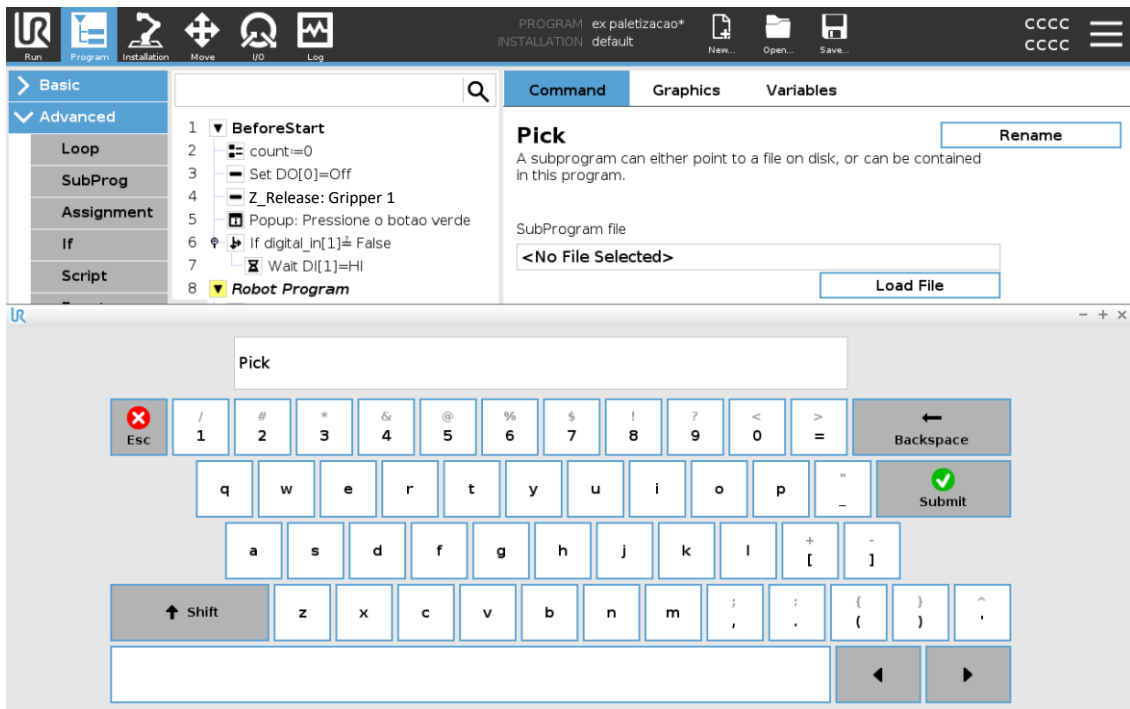 PROGRAM ex paletizacao*
INSTALLATION default
CCCC
CCCC
UR
Run Program Installation Move I/O Log New... Open... Save...
Basic
Advanced
Loop
SubProg
Assignment
If
Script
1 BeforeStart
2 count:=0
3 Set DO[0]=Off
4 Z_Release: Gripper 1
5 Popup: Pressione o botao verde
6 If digital_in[1]≟ False
7 Wait DI[1]=HI
8 Robot Program
Command Graphics Variables
Pick
Rename
A subprogram can either point to a file on disk, or can be contained
in this program.
SubProgram file
<No File Selected>
Load File
UR - + ×
Pick
Esc / 1 # 2 * 3 & 4 @ 5 % 6 $ 7 ! 8 ? 9 < 0 > = Backspace
q w e r t y u i o p " _ Submit
a s d f g h j k l + [ - ]
Shift z x c v b n m ; , : . { ( } ) ^ '